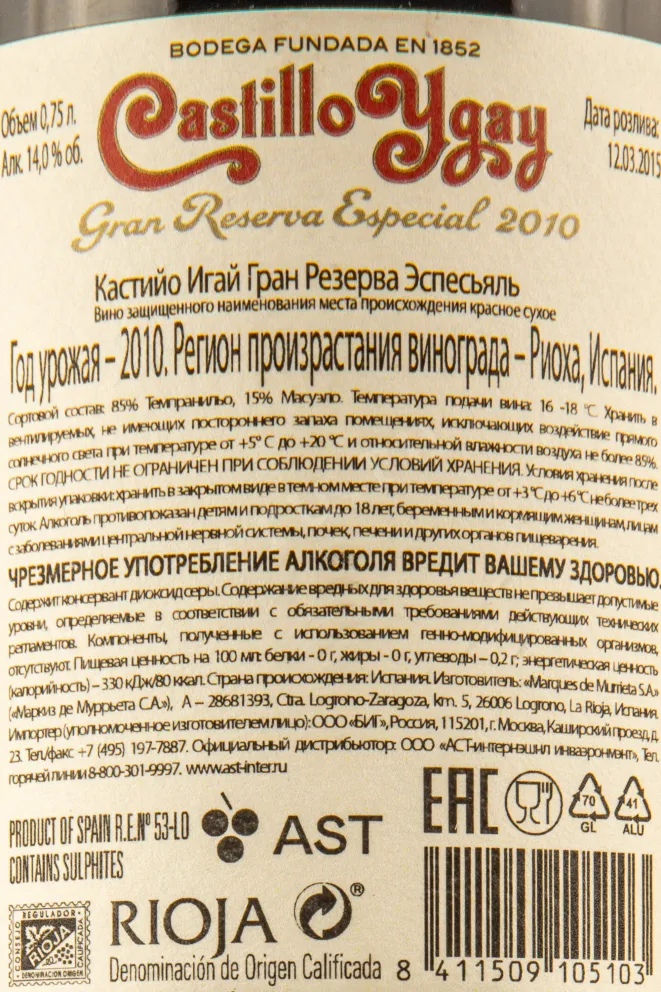 BODEGA FUNDADA EN 1852
Castillo Ygay
Объем 0,75 л.
Алк. 14,0 % об.
Дата розлива:
12.03.2015
Gran Reserva Especial 2010
Кастийо Игай Гран Резерва Эспесьяль
Вино защищенного наименования места происхождения красное сухое
Год урожая – 2010. Регион произрастания винограда – Риоха, Испания.
Сортовой состав: 85% Темпранильо, 15% Масуэло. Температура подачи вина: 16 -18 °С. Хранить в
вентилируемых, не имеющих постороннего запаха помещениях, исключающих воздействие прямого
солнечного света при температуре от +5° С до +20 °С и относительной влажности воздуха не более 85%.
СРОК ГОДНОСТИ НЕ ОГРАНИЧЕН ПРИ СОБЛЮДЕНИИ УСЛОВИЙ ХРАНЕНИЯ. Условия хранения после
вскрытия упаковки: хранить в закрытом виде в темном месте при температуре от +3 °С до +6 °С не более трех
суток. Алкоголь противопоказан детям и подросткам до 18 лет, беременным и кормящим женщинам, лицам
с заболеваниями центральной нервной системы, почек, печени и других органов пищеварения.
ЧРЕЗМЕРНОЕ УПОТРЕБЛЕНИЕ АЛКОГОЛЯ ВРЕДИТ ВАШЕМУ ЗДОРОВЬЮ.
Содержит консервант диоксид серы. Содержание вредных для здоровья веществ не превышает допустимые
уровни, определяемые в соответствии с обязательными требованиями действующих технических
регламентов. Компоненты, полученные с использованием генно-модифицированных организмов,
отсутствуют. Пищевая ценность на 100 мл: белки - 0 г, жиры - 0 г, углеводы – 0,2 г; энергетическая ценность
(калорийность) – 330 кДж/80 ккал. Страна происхождения: Испания. Изготовитель: «Marques de Murrieta S.A.»
(«Маркиз де Муррьета С.А.»), А – 28681393, Ctra. Logrono-Zaragoza, km. 5, 26006 Logrono, La Rioja, Испания.
Импортер (уполномоченное изготовителем лицо): ООО «БИГ», Россия, 115201, г. Москва, Каширский проезд, д.
23. Тел./факс +7 (495) 197-7887. Официальный дистрибьютор: ООО «АСТ-интернэшнл инваэронмэнт», Тел.
горячей линии 8-800-301-9997. www.ast-inter.ru
PRODUCT OF SPAIN R.E.Nº 53-LO
CONTAINS SULPHITES
AST
EAC
70
GL
41
ALU
CONSEJO REGULADOR
RIOJA
CALIFICADA
DENOMINACIÓN ORIGEN
RIOJA ®
Denominación de Origen Calificada
8 411509 105103